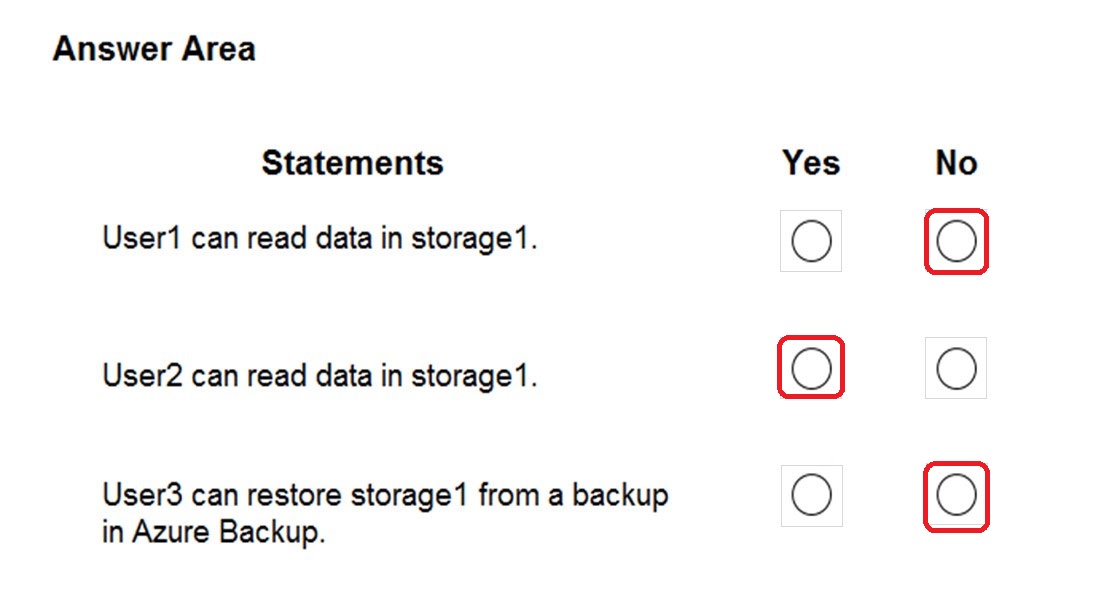 Answer Area
Statements Yes No
User1 can read data in storage1.
User2 can read data in storage1.
User3 can restore storage1 from a backup
in Azure Backup.